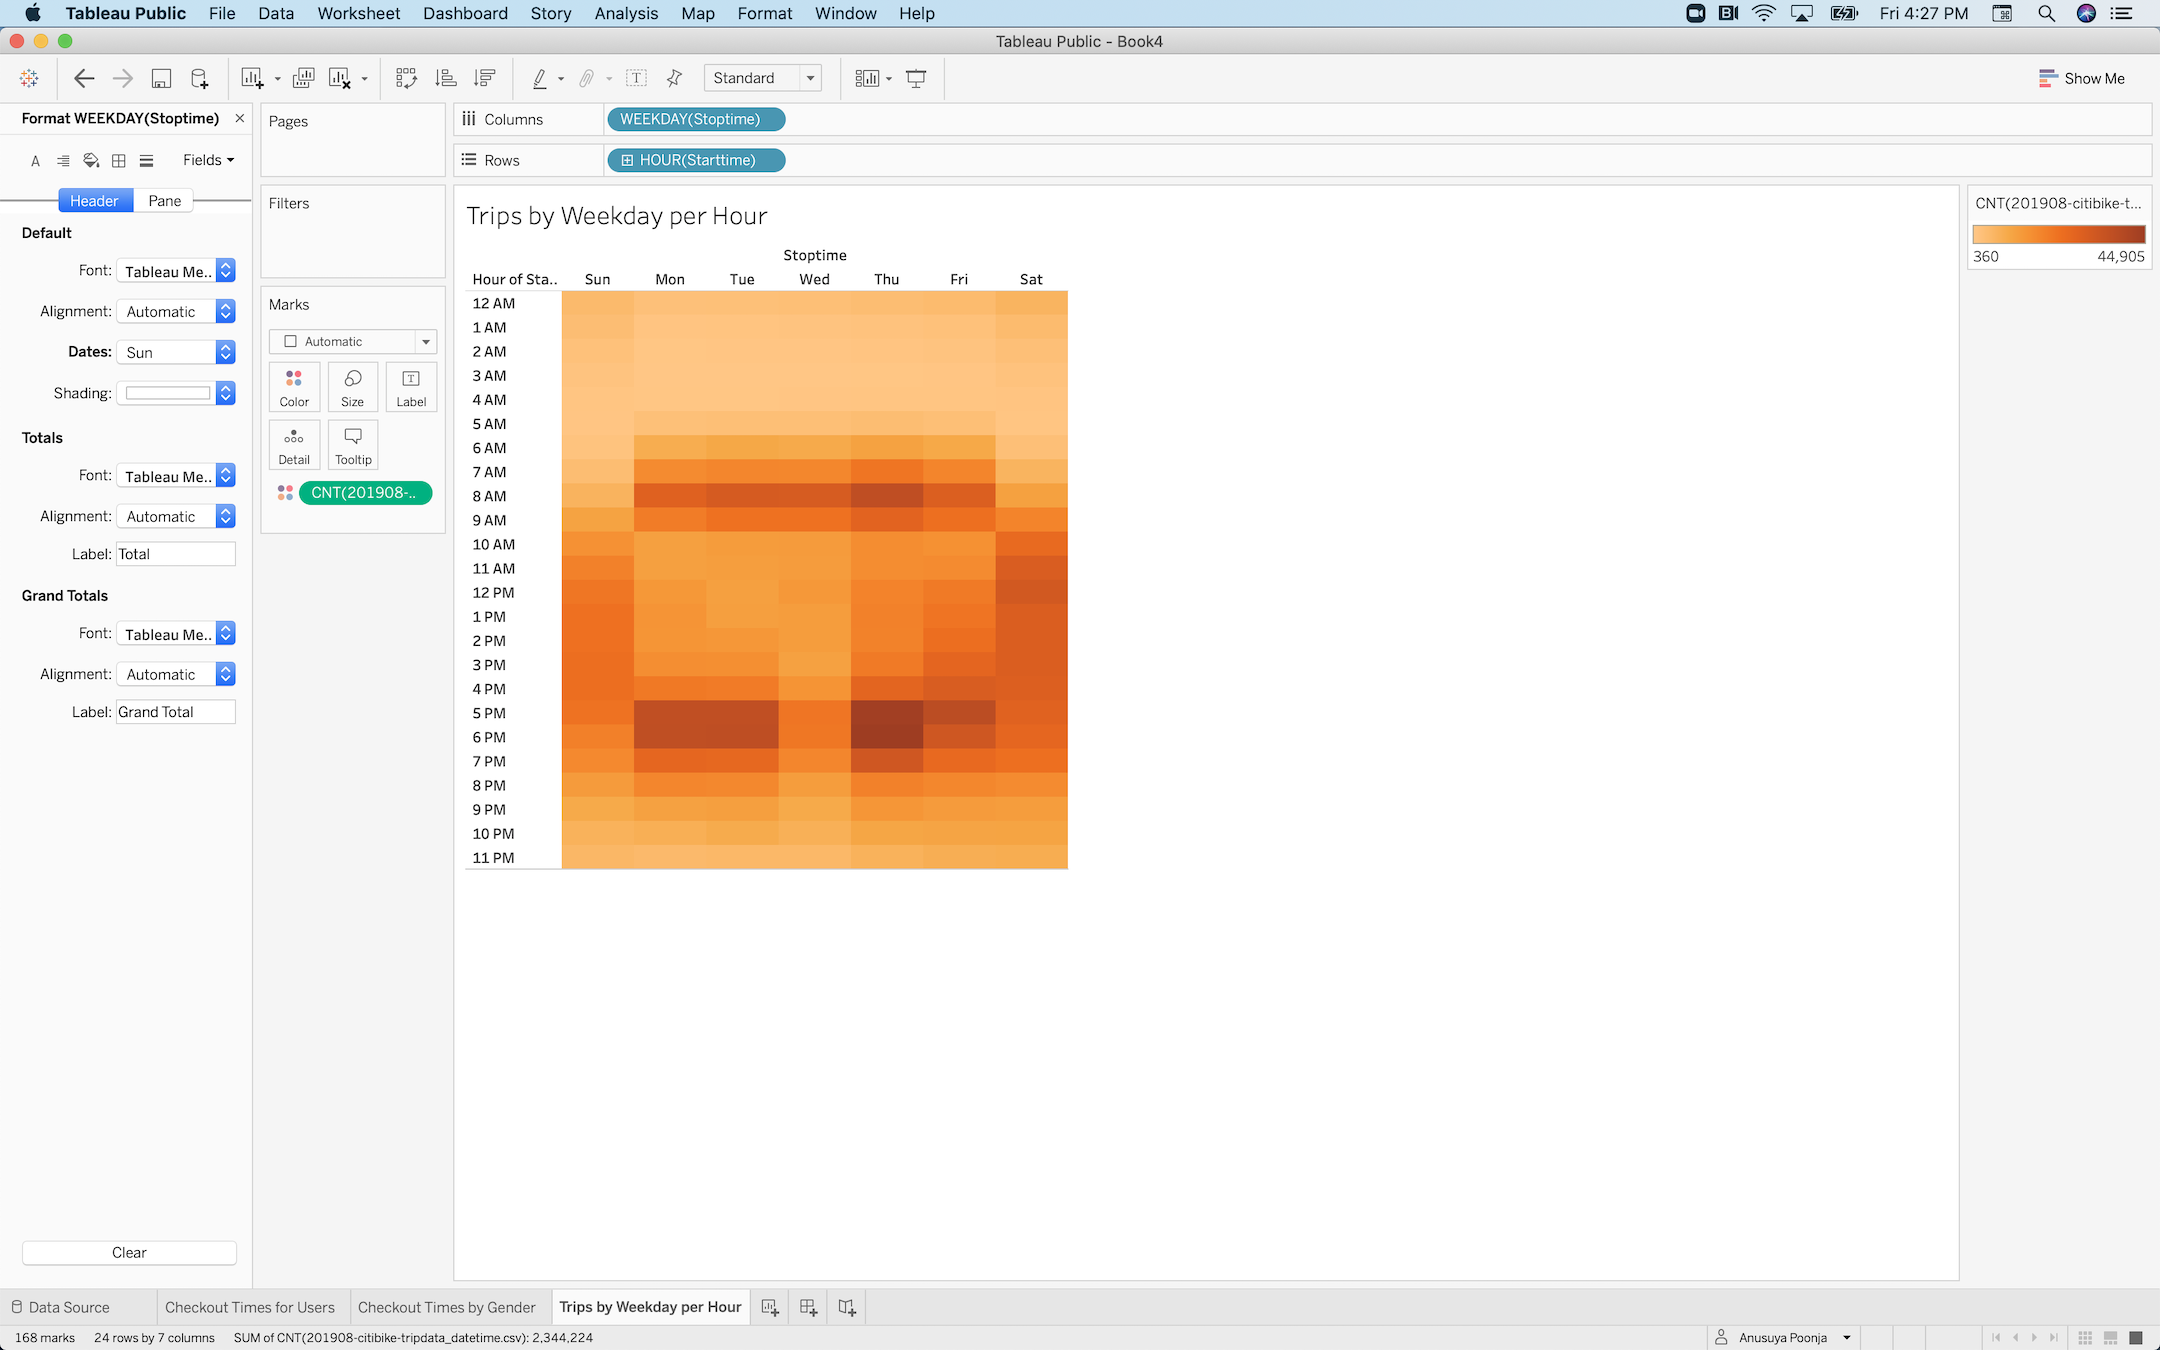 Tableau Public File Data Worksheet Dashboard Story Analysis Map Format Window Help Fri 4:27 PM
Tableau Public - Book4
Standard Show Me
Format WEEKDAY(Stoptime)
Fields
Header Pane
Default
Font: Tableau Me..
Alignment: Automatic
Dates: Sun
Shading:
Totals
Font: Tableau Me..
Alignment: Automatic
Label: Total
Grand Totals
Font: Tableau Me..
Alignment: Automatic
Label: Grand Total
Clear
Pages
Filters
Marks
Automatic
Color Size Label
Detail Tooltip
CNT(201908-..
Columns WEEKDAY(Stoptime)
Rows HOUR(Starttime)
Trips by Weekday per Hour
Stoptime
Hour of Sta.. Sun Mon Tue Wed Thu Fri Sat
12 AM
1 AM
2 AM
3 AM
4 AM
5 AM
6 AM
7 AM
8 AM
9 AM
10 AM
11 AM
12 PM
1 PM
2 PM
3 PM
4 PM
5 PM
6 PM
7 PM
8 PM
9 PM
10 PM
11 PM
CNT(201908-citibike-t...
360 44,905
Data Source Checkout Times for Users Checkout Times by Gender Trips by Weekday per Hour
168 marks 24 rows by 7 columns SUM of CNT(201908-citibike-tripdata_datetime.csv): 2,344,224 Anusuya Poonja